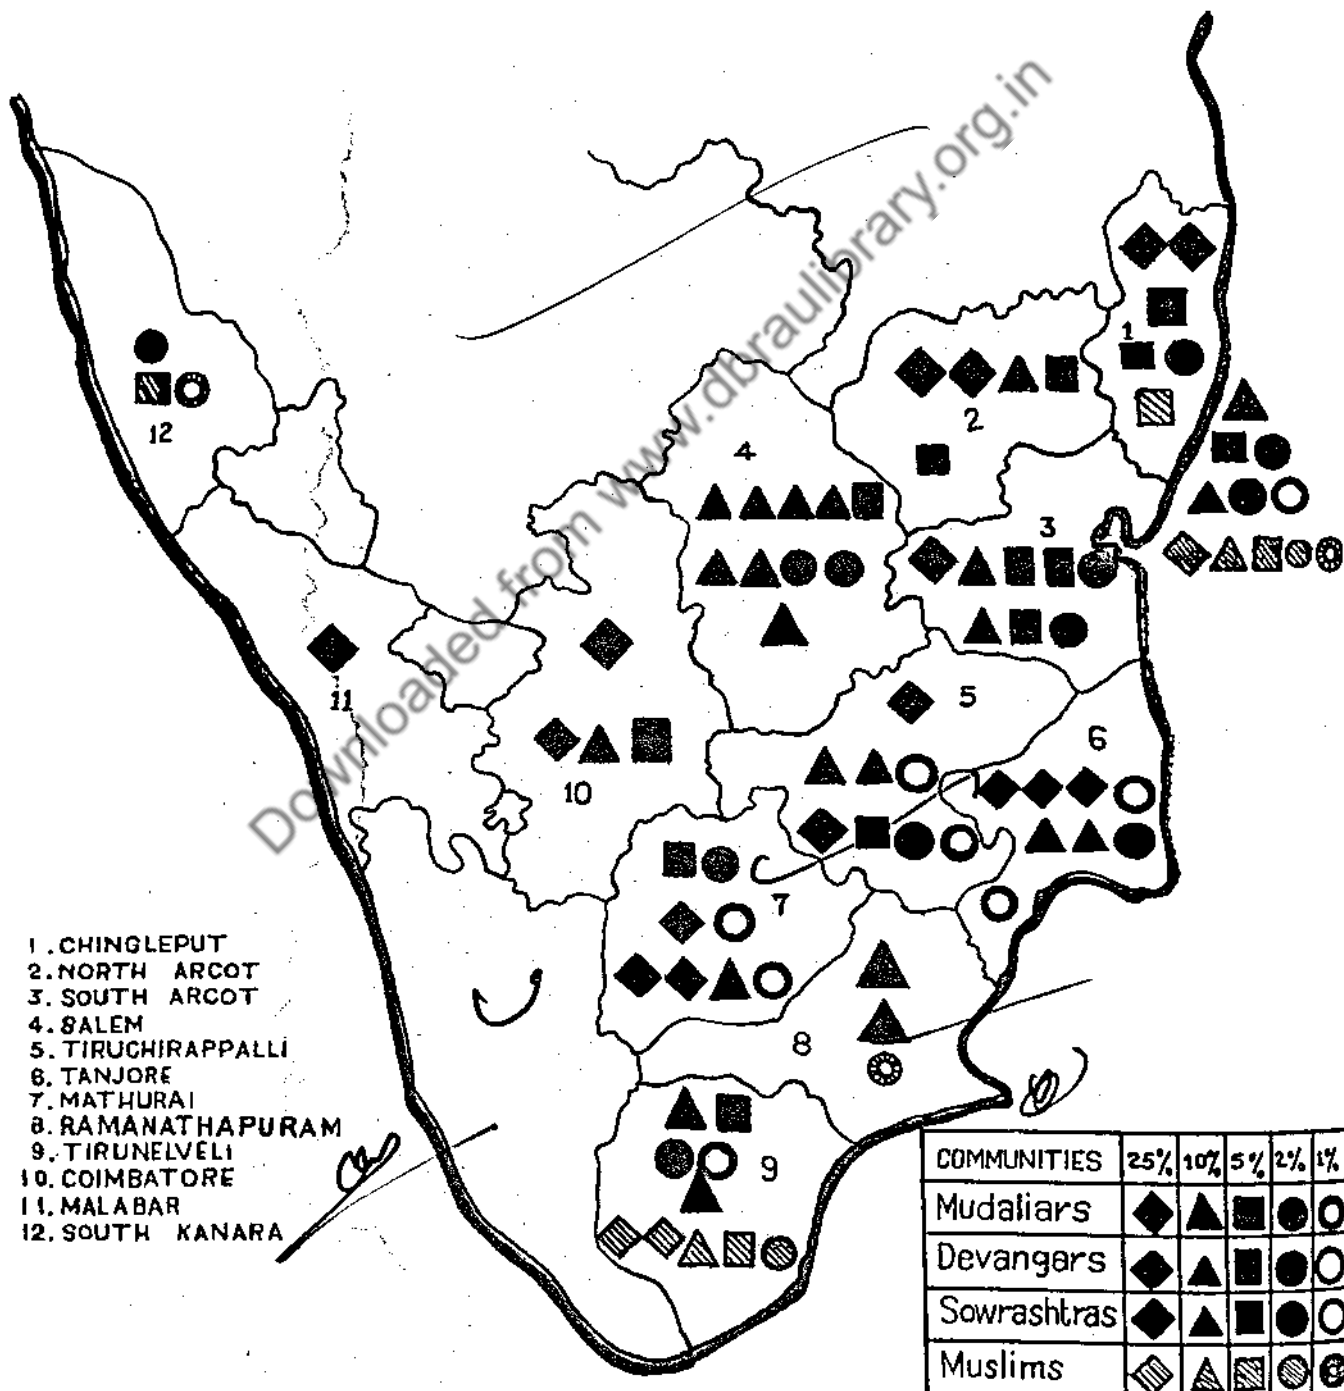 Downloaded from www.dbraulibrary.org.in
1
2
3
4
5
6
7
8
9
10
11
12
1. CHINGLEPUT
2. NORTH ARCOT
3. SOUTH ARCOT
4. SALEM
5. TIRUCHIRAPPALLI
6. TANJORE
7. MATHURAI
8. RAMANATHAPURAM
9. TIRUNELVELI
10. COIMBATORE
11. MALABAR
12. SOUTH KANARA
COMMUNITIES 25% 10% 5% 2% 1%
Mudaliars
Devangars
Sowrashtras
Muslims